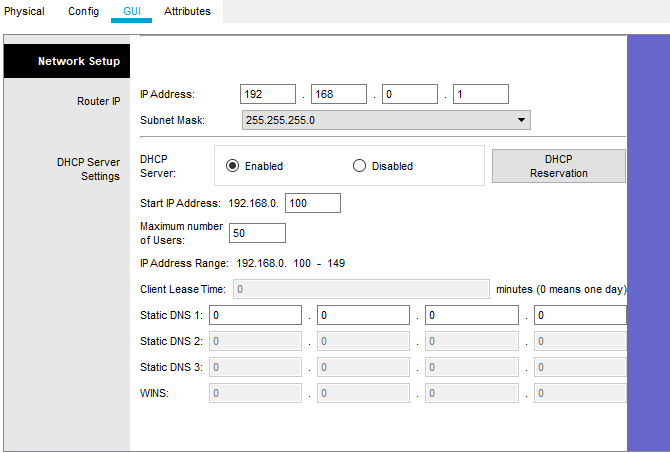 Physical Config GUI Attributes
Network Setup
Router IP
IP Address: 192 . 168 . 0 . 1
Subnet Mask: 255.255.255.0
DHCP Server Settings
DHCP Server: Enabled Disabled DHCP Reservation
Start IP Address: 192.168.0. 100
Maximum number of Users: 50
IP Address Range: 192.168.0. 100 - 149
Client Lease Time: 0 minutes (0 means one day)
Static DNS 1: 0 . 0 . 0 . 0
Static DNS 2: 0 . 0 . 0 . 0
Static DNS 3: 0 . 0 . 0 . 0
WINS: 0 . 0 . 0 . 0